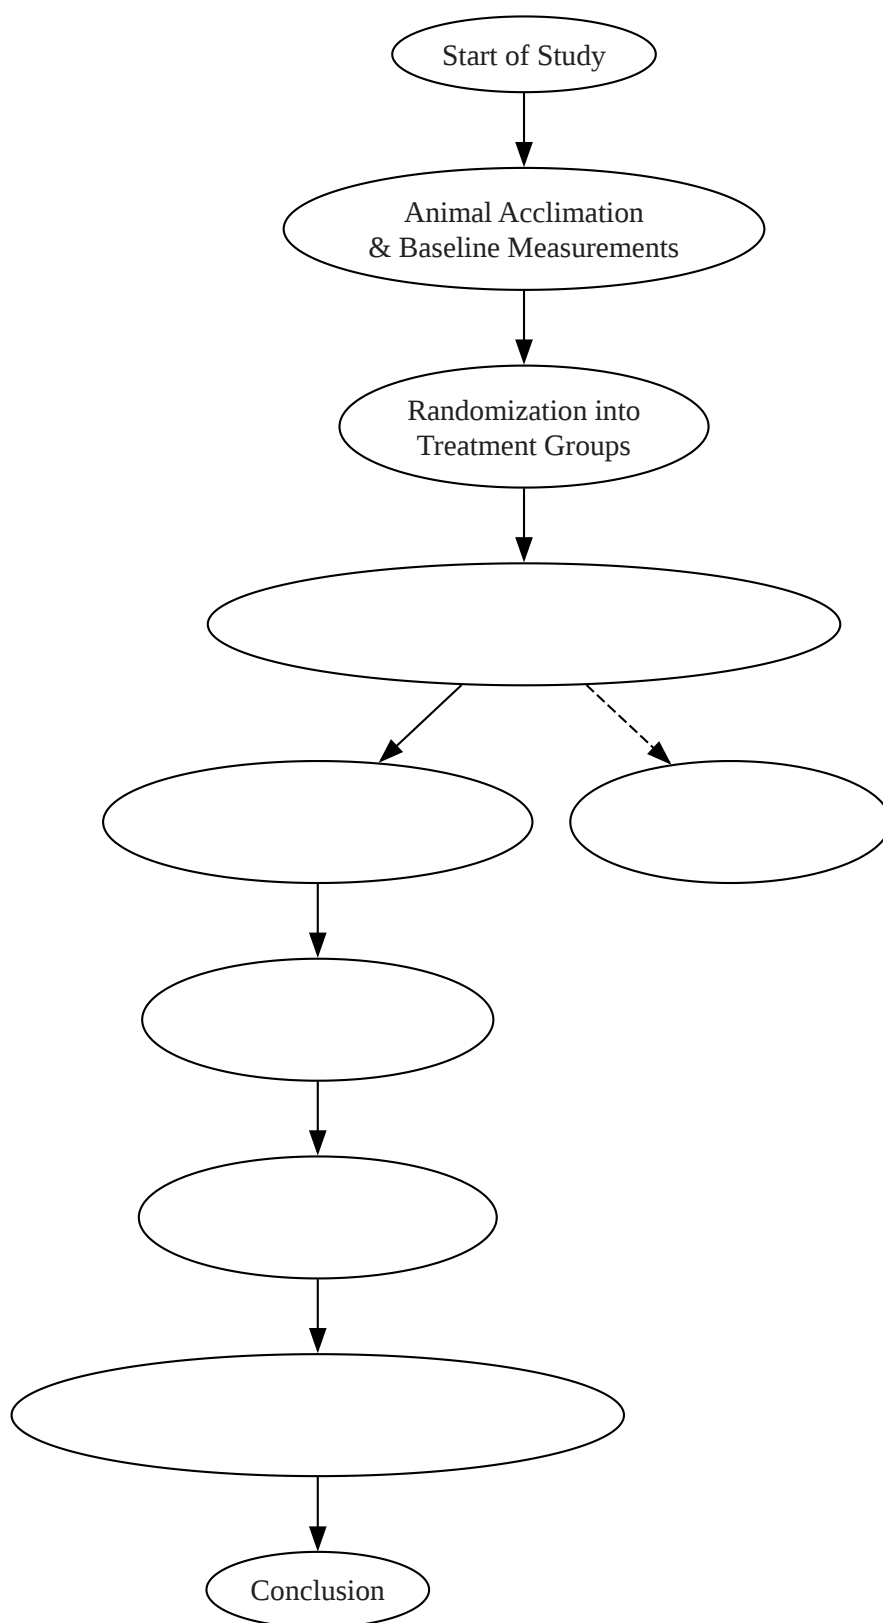 Start of Study
Animal Acclimation
& Baseline Measurements
Randomization into
Treatment Groups
Conclusion